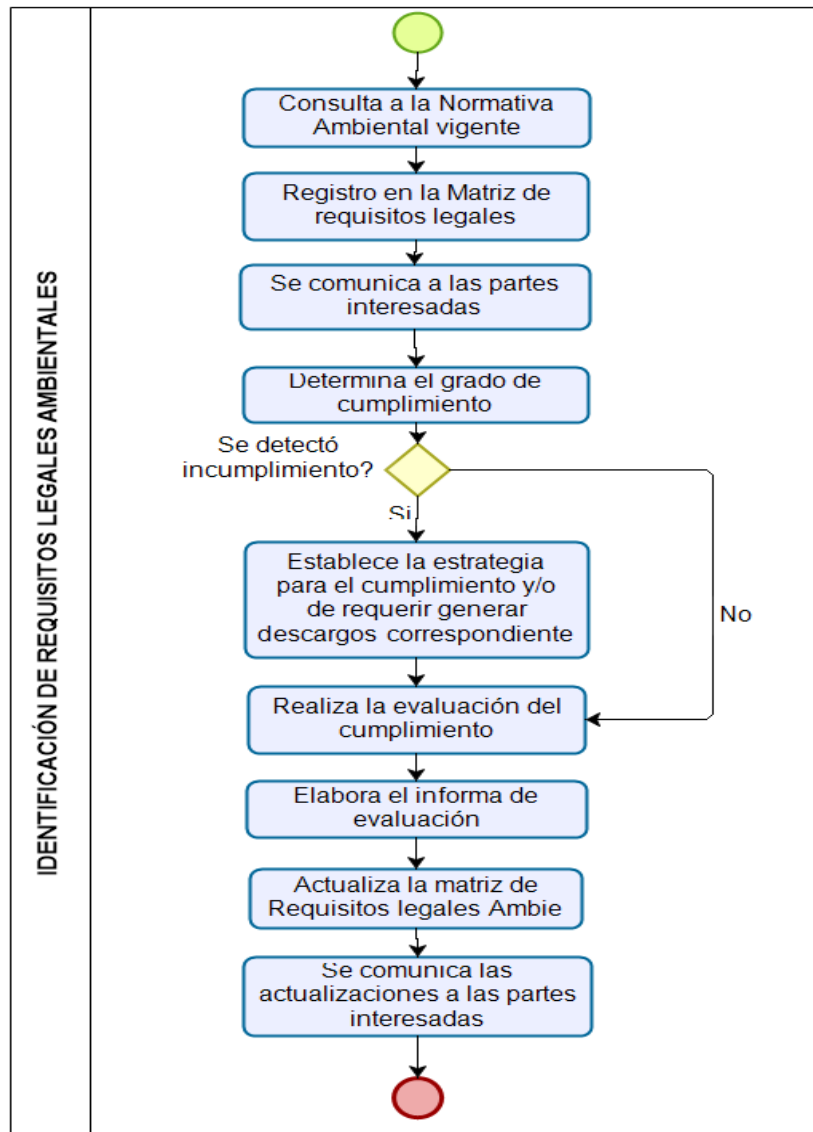 IDENTIFICACIÓN DE REQUISITOS LEGALES AMBIENTALES
Consulta a la Normativa
Ambiental vigente
Registro en la Matriz de
requisitos legales
Se comunica a las partes
interesadas
Determina el grado de
cumplimiento
Se detectó
incumplimiento?
Si
Establece la estrategia
para el cumplimiento y/o
de requerir generar
descargos correspondiente
No
Realiza la evaluación del
cumplimiento
Elabora el informa de
evaluación
Actualiza la matriz de
Requisitos legales Ambie
Se comunica las
actualizaciones a las partes
interesadas